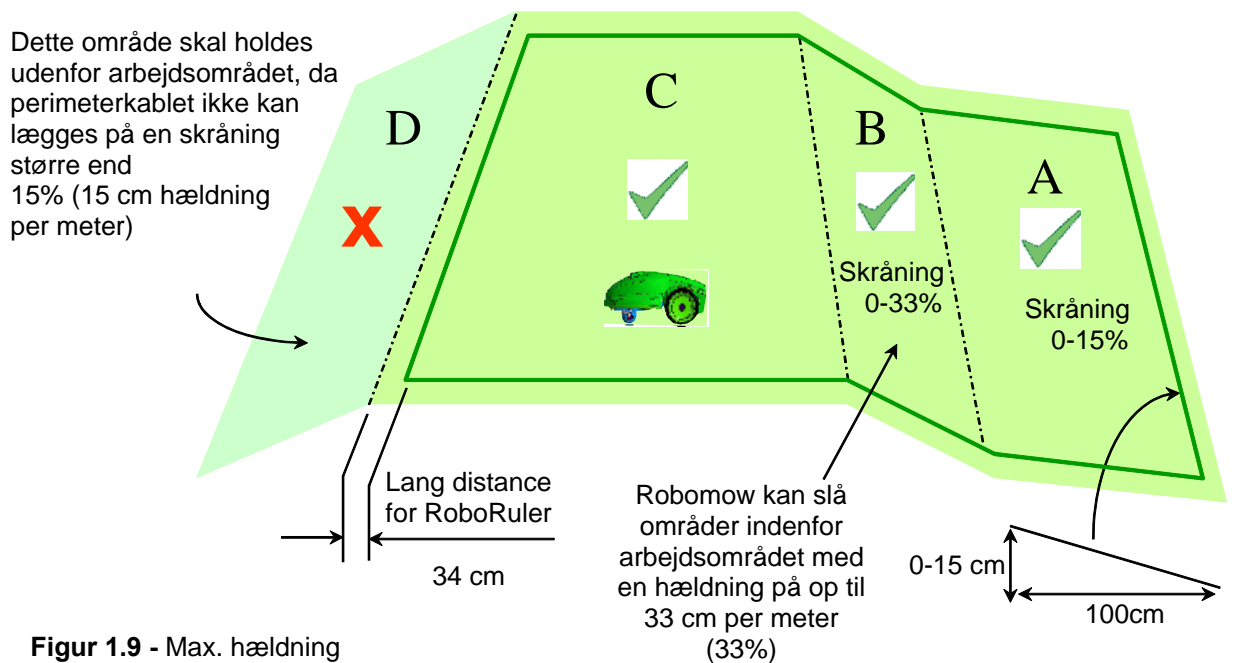 Dette område skal holdes
udenfor arbejdsområdet, da
perimeterkablet ikke kan
lægges på en skråning
større end
15% (15 cm hældning
per meter)
D
X
C
B
Skråning
0-33%
A
Skråning
0-15%
Lang distance
for RoboRuler
34 cm
Robomow kan slå
områder indenfor
arbejdsområdet med
en hældning på op til
33 cm per meter
(33%)
0-15 cm
100cm
Figur 1.9 - Max. hældning